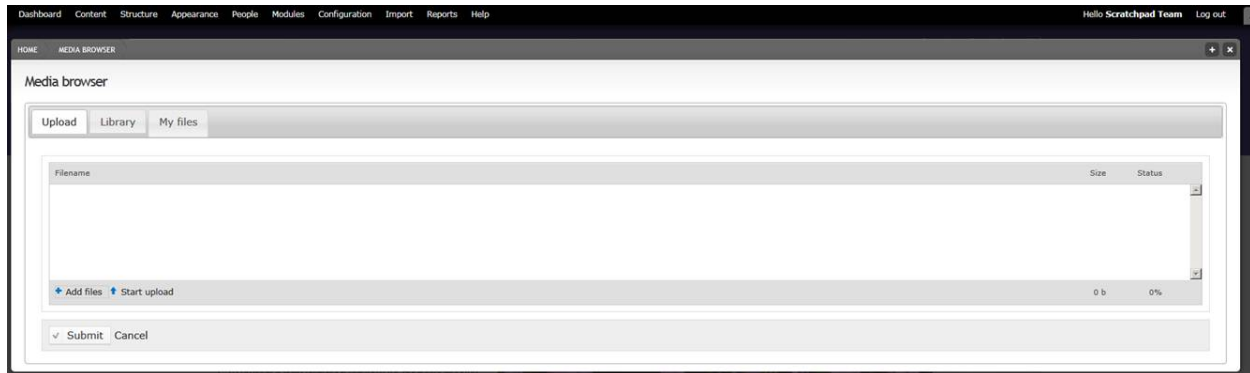 Dashboard Content Structure Appearance People Modules Configuration Import Reports Help Hello Scratchpad Team Log out
HOME MEDIA BROWSER
Media browser
Upload Library My files
Filename Size Status
Add files Start upload 0 b 0%
Submit Cancel